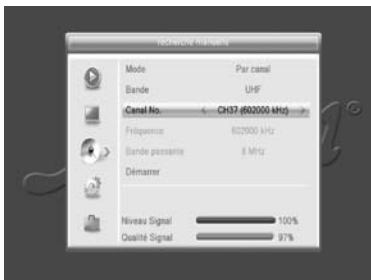 recherche manuelle
Mode Par canal
Bande UHF
Canal No. < CH37 (602000 kHz) >
Fréquence 602000 kHz
Bande passante 8 MHz
Démarrer
Niveau Signal 100%
Qualité Signal 97%